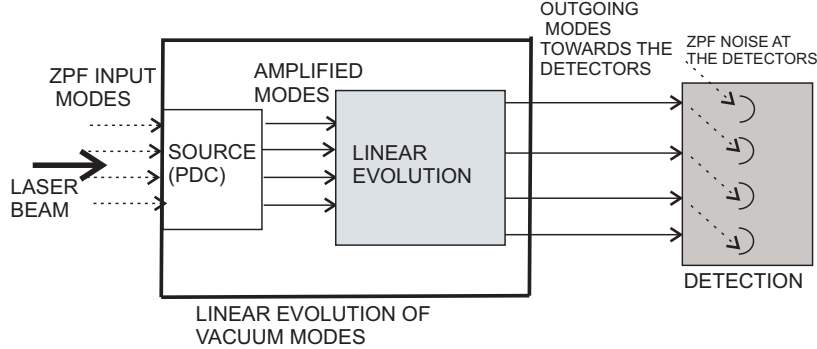 OUTGOING
MODES
TOWARDS THE
DETECTORS
ZPF NOISE AT
THE DETECTORS
ZPF INPUT
MODES
AMPLIFIED
MODES
SOURCE
(PDC)
LINEAR
EVOLUTION
LASER
BEAM
DETECTION
LINEAR EVOLUTION OF
VACUUM MODES